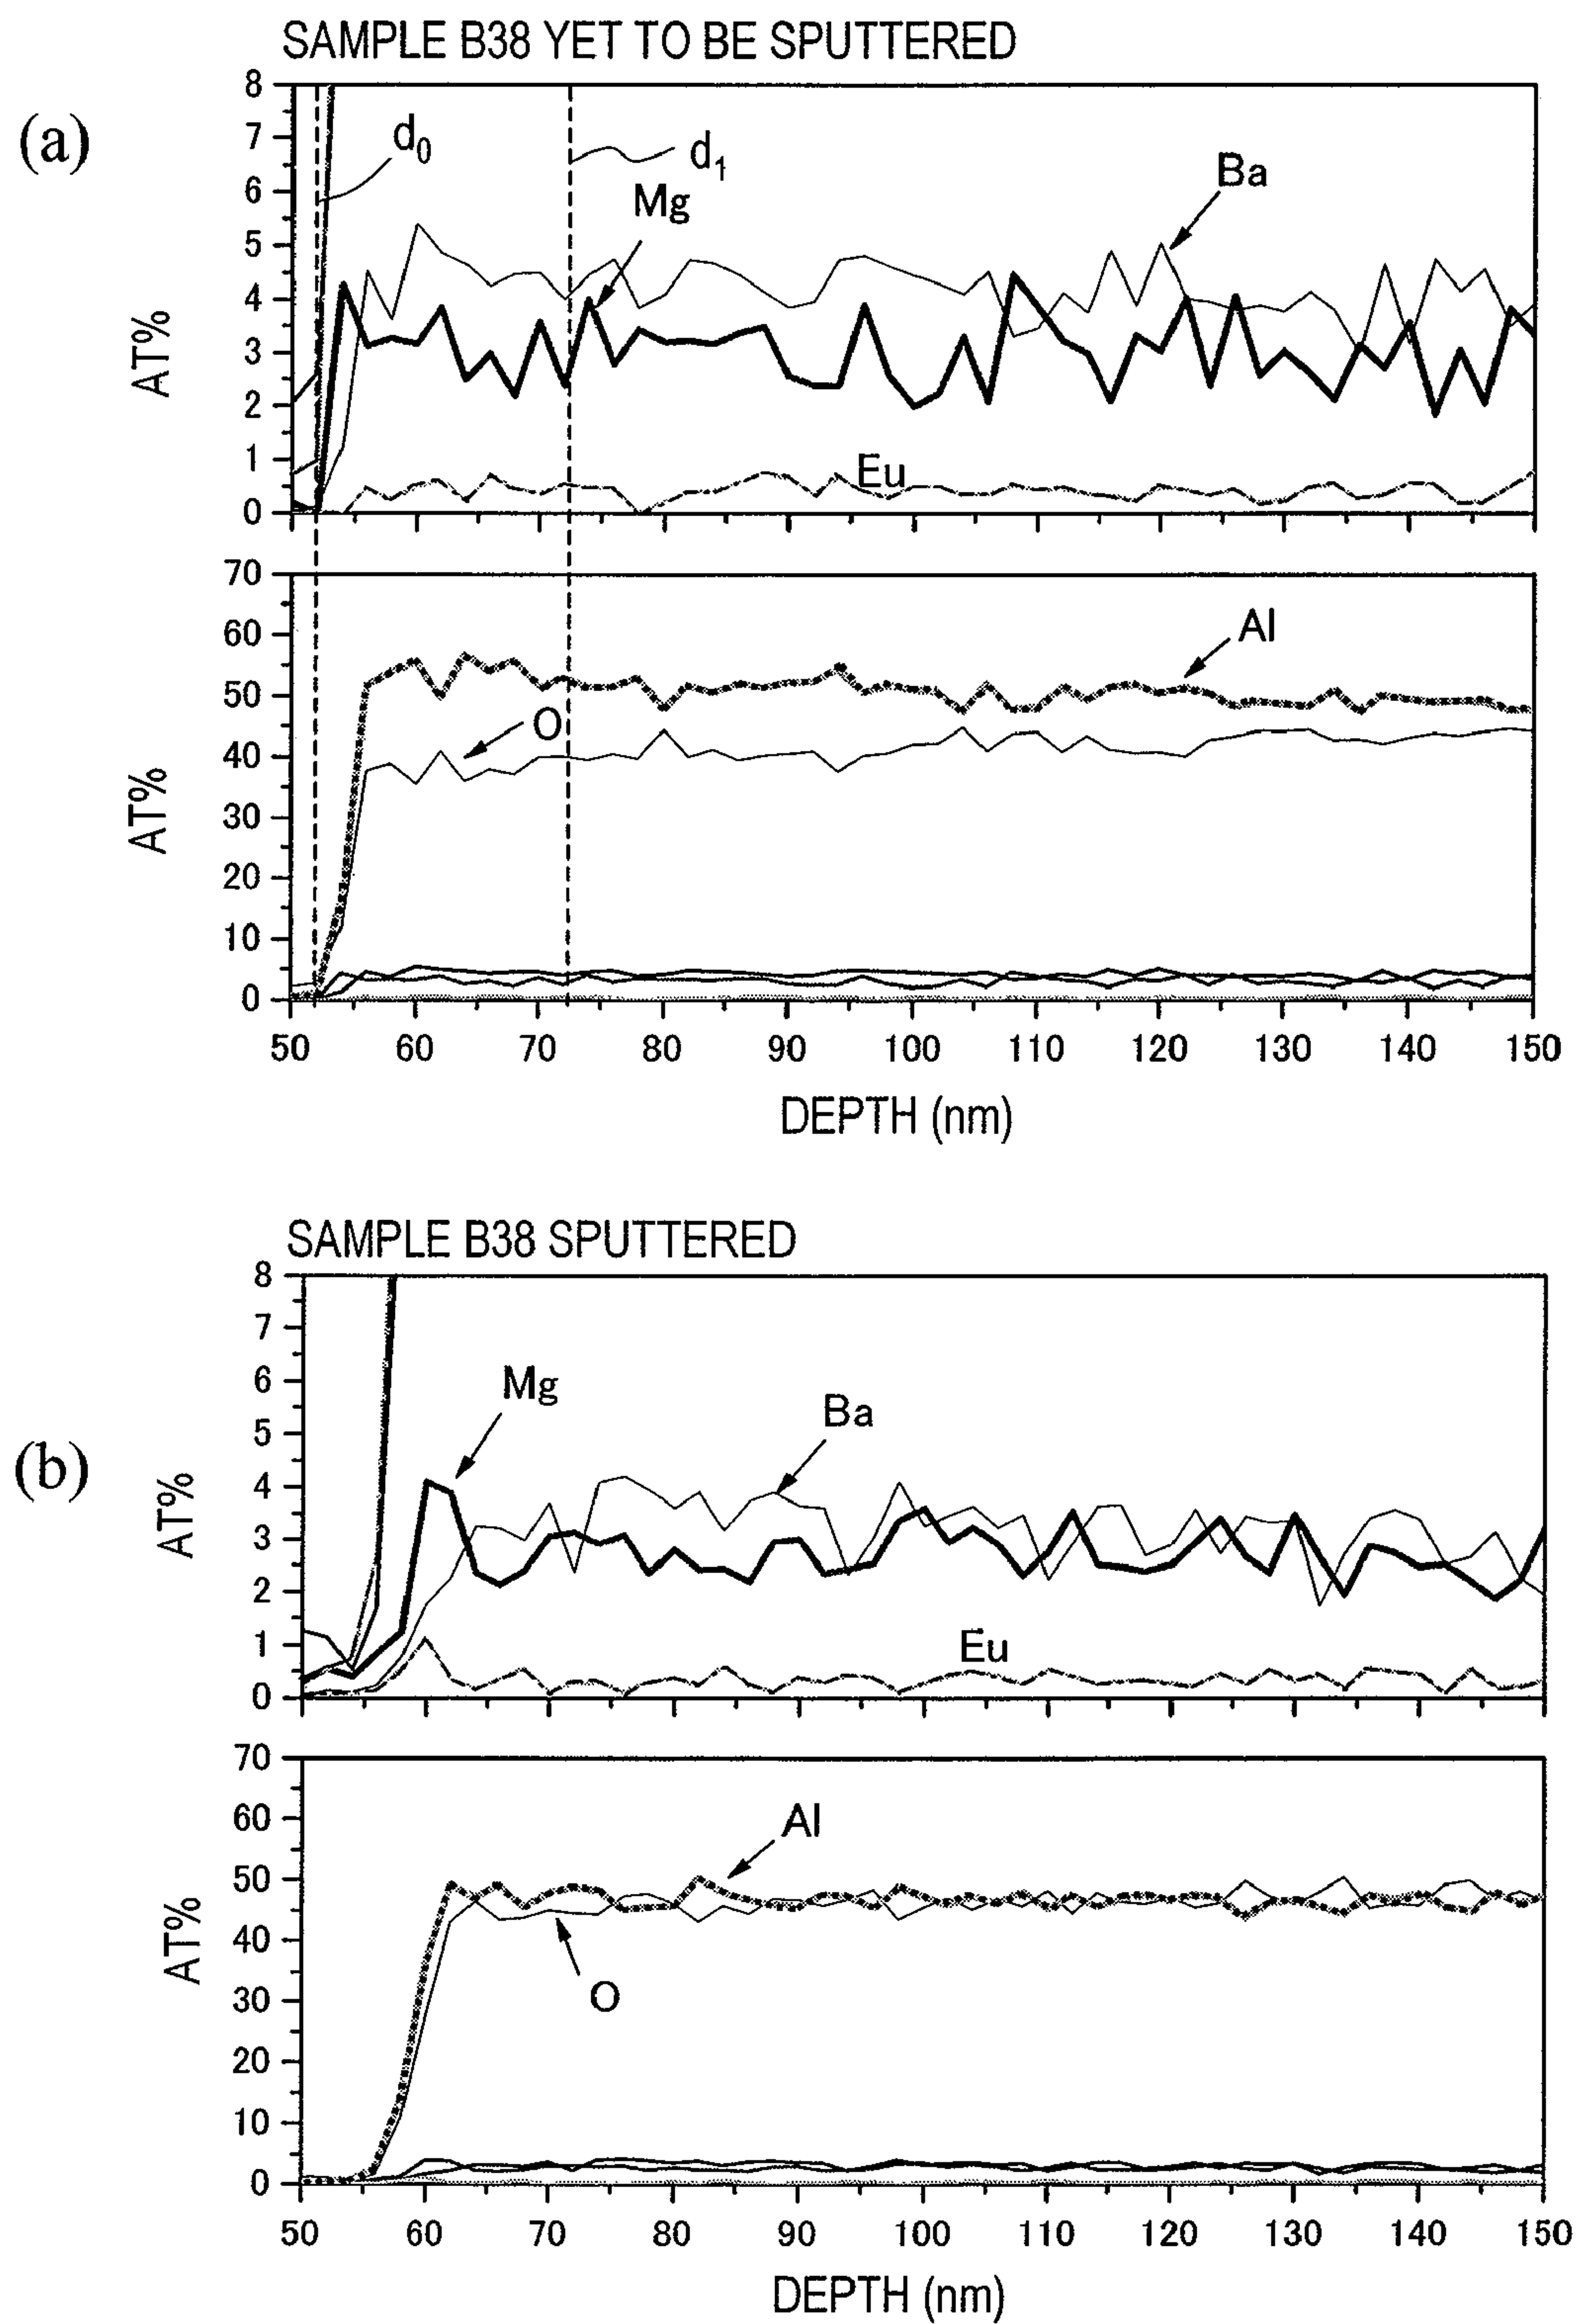 SAMPLE B38 YET TO BE SPUTTERED
(a)
8
7
6
5
4
3
2
1
0
AT%
d0
d1
Mg
Ba
Eu
70
60
50
40
30
20
10
0
AT%
Al
O
50 60 70 80 90 100 110 120 130 140 150
DEPTH (nm)
SAMPLE B38 SPUTTERED
(b)
8
7
6
5
4
3
2
1
0
AT%
Mg
Ba
Eu
70
60
50
40
30
20
10
0
AT%
Al
O
50 60 70 80 90 100 110 120 130 140 150
DEPTH (nm)